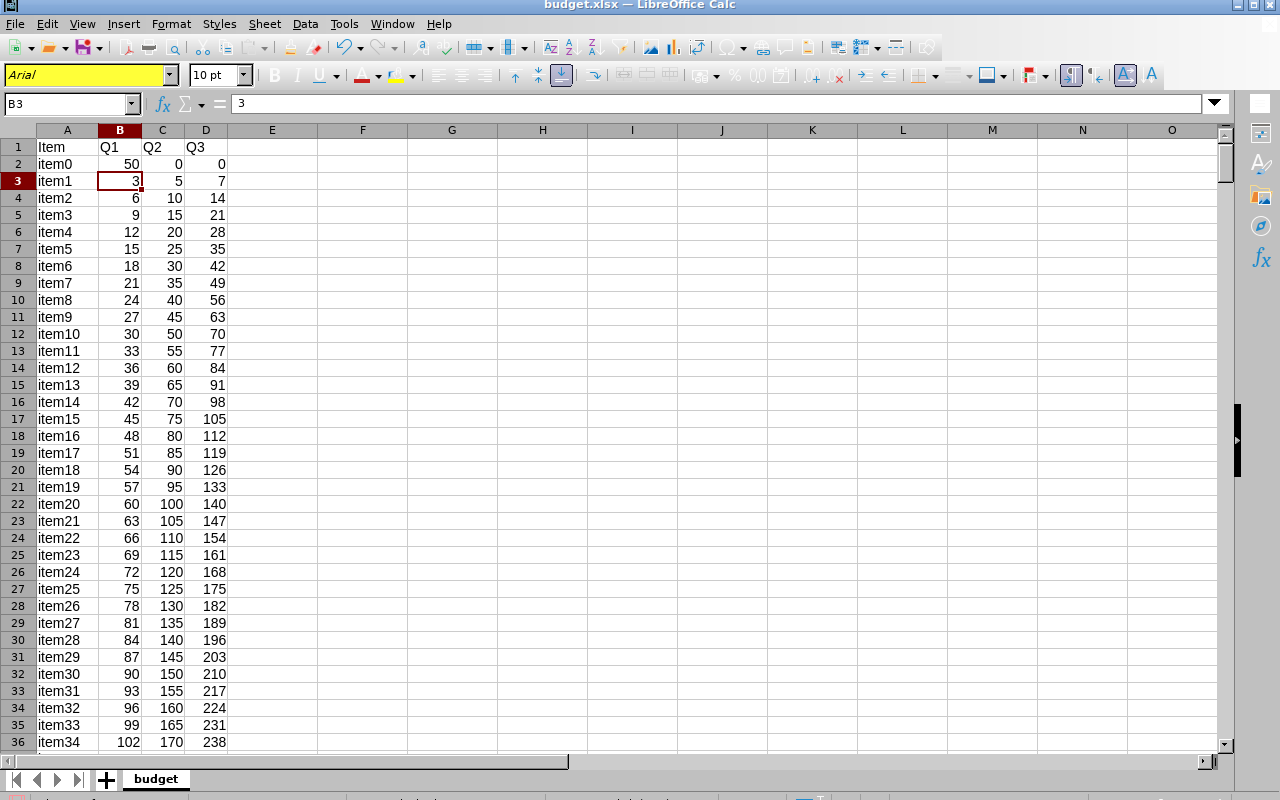 budget.xlsx — LibreOffice Calc
File Edit View Insert Format Styles Sheet Data Tools Window Help
Arial 10 pt
B3 3
A B C D E F G H I J K L M N O
1 Item Q1 Q2 Q3
2 item0 50 0 0
3 item1 3 5 7
4 item2 6 10 14
5 item3 9 15 21
6 item4 12 20 28
7 item5 15 25 35
8 item6 18 30 42
9 item7 21 35 49
10 item8 24 40 56
11 item9 27 45 63
12 item10 30 50 70
13 item11 33 55 77
14 item12 36 60 84
15 item13 39 65 91
16 item14 42 70 98
17 item15 45 75 105
18 item16 48 80 112
19 item17 51 85 119
20 item18 54 90 126
21 item19 57 95 133
22 item20 60 100 140
23 item21 63 105 147
24 item22 66 110 154
25 item23 69 115 161
26 item24 72 120 168
27 item25 75 125 175
28 item26 78 130 182
29 item27 81 135 189
30 item28 84 140 196
31 item29 87 145 203
32 item30 90 150 210
33 item31 93 155 217
34 item32 96 160 224
35 item33 99 165 231
36 item34 102 170 238
budget